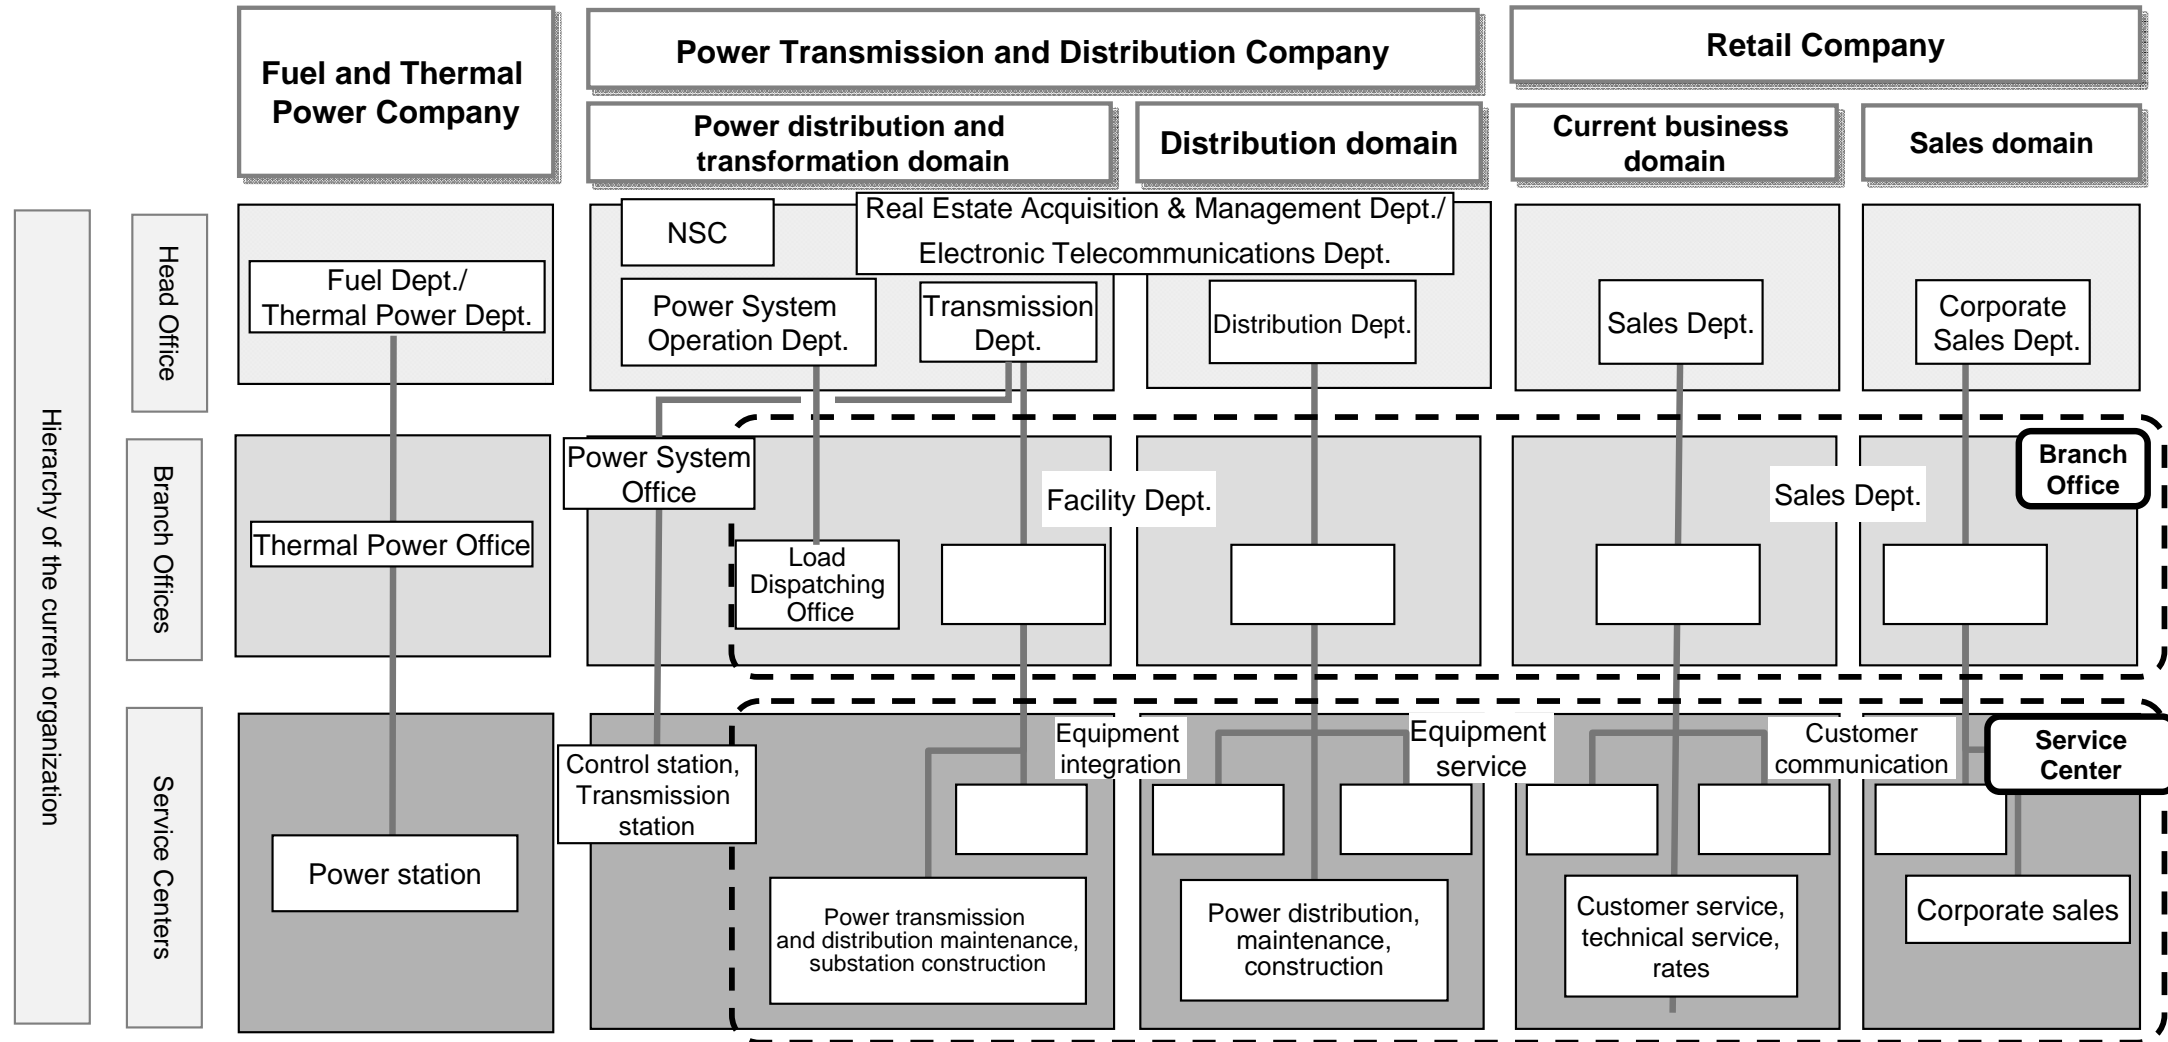 Fuel and Thermal
Power Company
Power Transmission and Distribution Company
Retail Company
Power distribution and
transformation domain
Distribution domain
Current business
domain
Sales domain
Hierarchy of the current organization
Head Office
Fuel Dept./
Thermal Power Dept.
NSC
Real Estate Acquisition & Management Dept./
Electronic Telecommunications Dept.
Power System
Operation Dept.
Transmission
Dept.
Distribution Dept.
Sales Dept.
Corporate
Sales Dept.
Branch Offices
Thermal Power Office
Power System
Office
Load
Dispatching
Office
Facility Dept.
Sales Dept.
Branch
Office
Service Centers
Power station
Control station,
Transmission
station
Equipment
integration
Equipment
service
Customer
communication
Service
Center
Power transmission
and distribution maintenance,
substation construction
Power distribution,
maintenance,
construction
Customer service,
technical service,
rates
Corporate sales